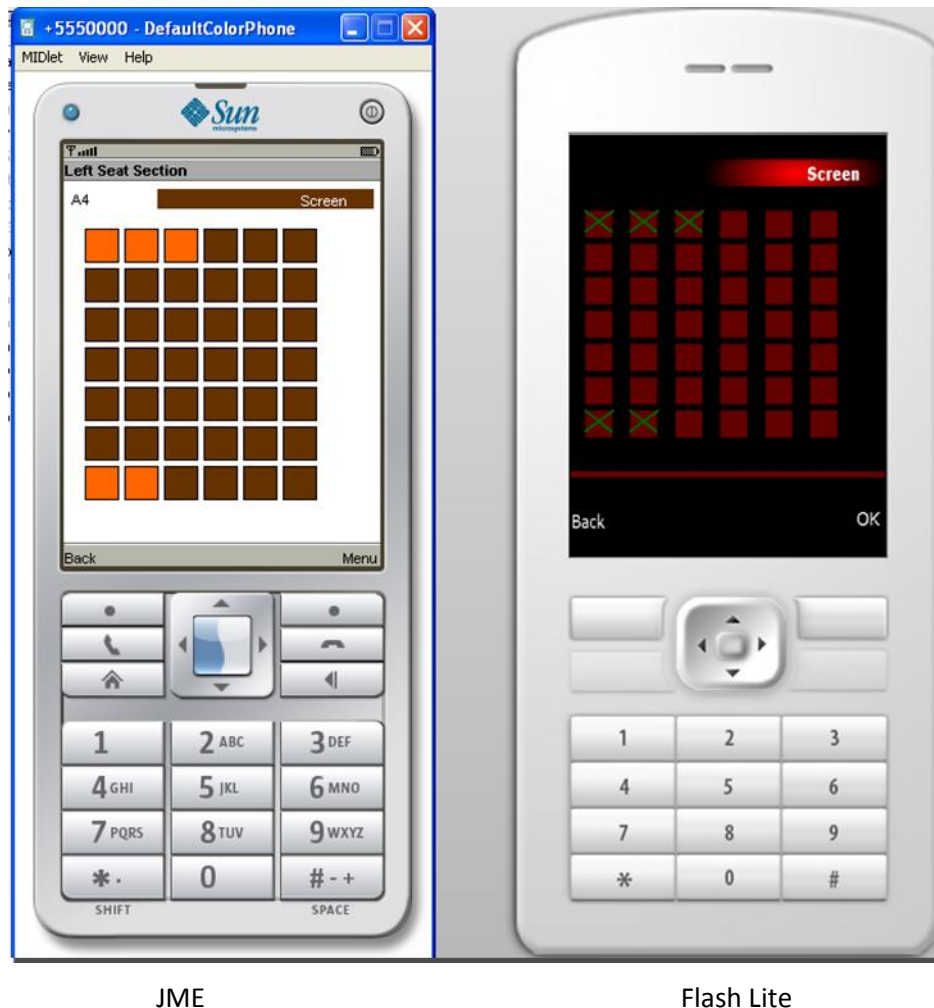 +5550000 - DefaultColorPhone
MIDlet View Help
Sun
microsystems
Left Seat Section
A4 Screen
Back Menu
1 2 ABC 3 DEF
4 GHI 5 JKL 6 MNO
7 PQRS 8 TUV 9 WXYZ
* . 0 # - +
SHIFT SPACE
Screen
Back OK
1 2 3
4 5 6
7 8 9
* 0 #
JME Flash Lite